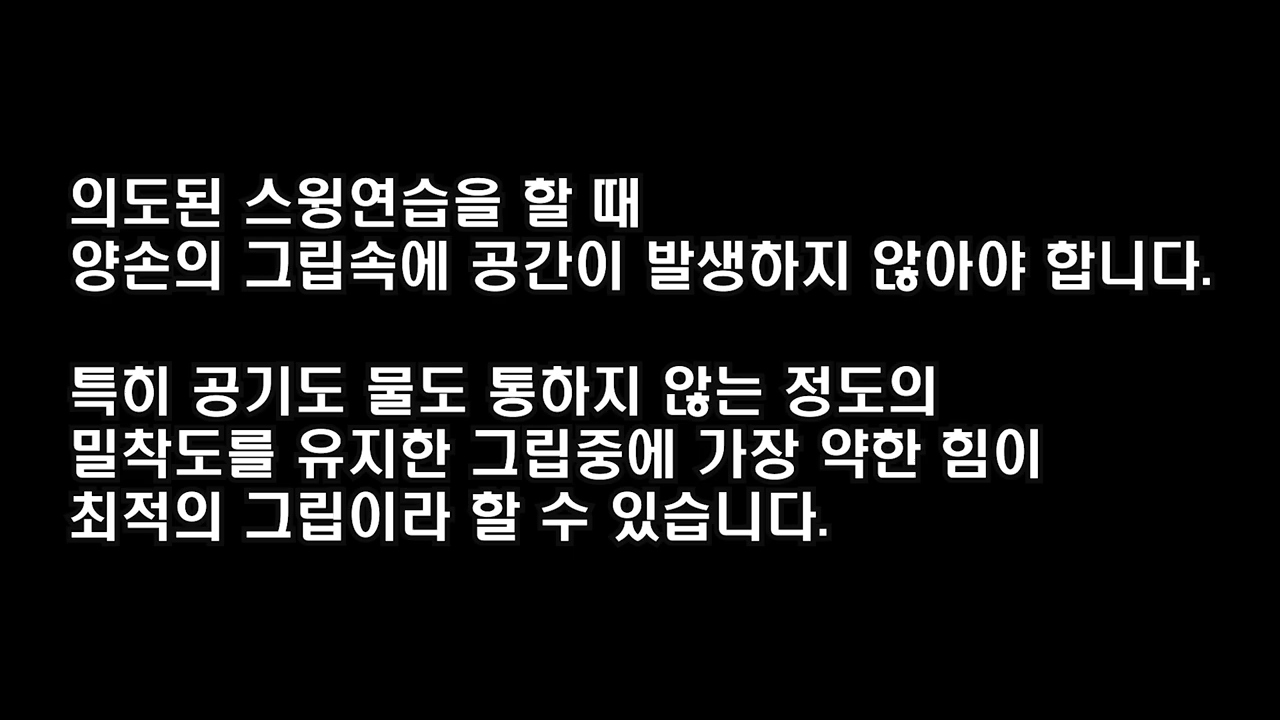 의도된 스윙연습을 할 때
양손의 그립속에 공간이 발생하지 않아야 합니다.
특히 공기도 물도 통하지 않는 정도의
밀착도를 유지한 그립중에 가장 약한 힘이
최적의 그립이라 할 수 있습니다.